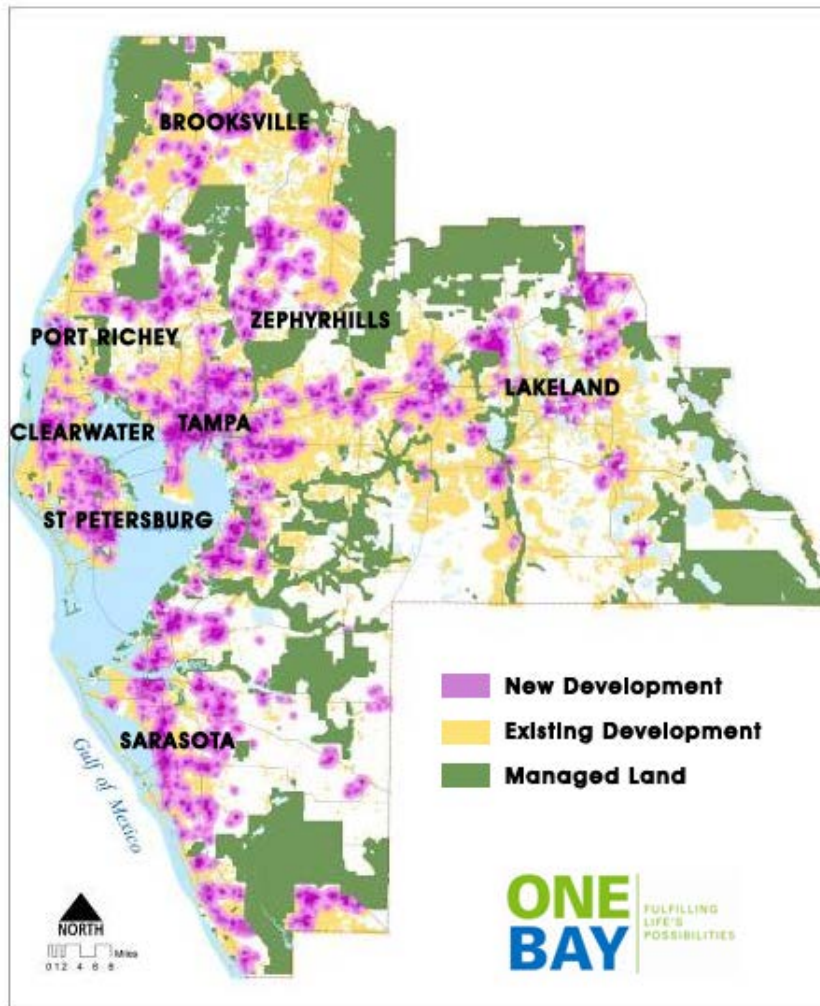 BROOKSVILLE
ZEPHYRHILLS
PORT RICHEY
LAKELAND
CLEARWATER
TAMPA
ST PETERSBURG
New Development
Existing Development
SARASOTA
Managed Land
Gulf of Mexico
ONE
BAY
FULFILLING
LIFE'S
POSSIBILITIES
NORTH
Miles
0 1 2 4 6 8